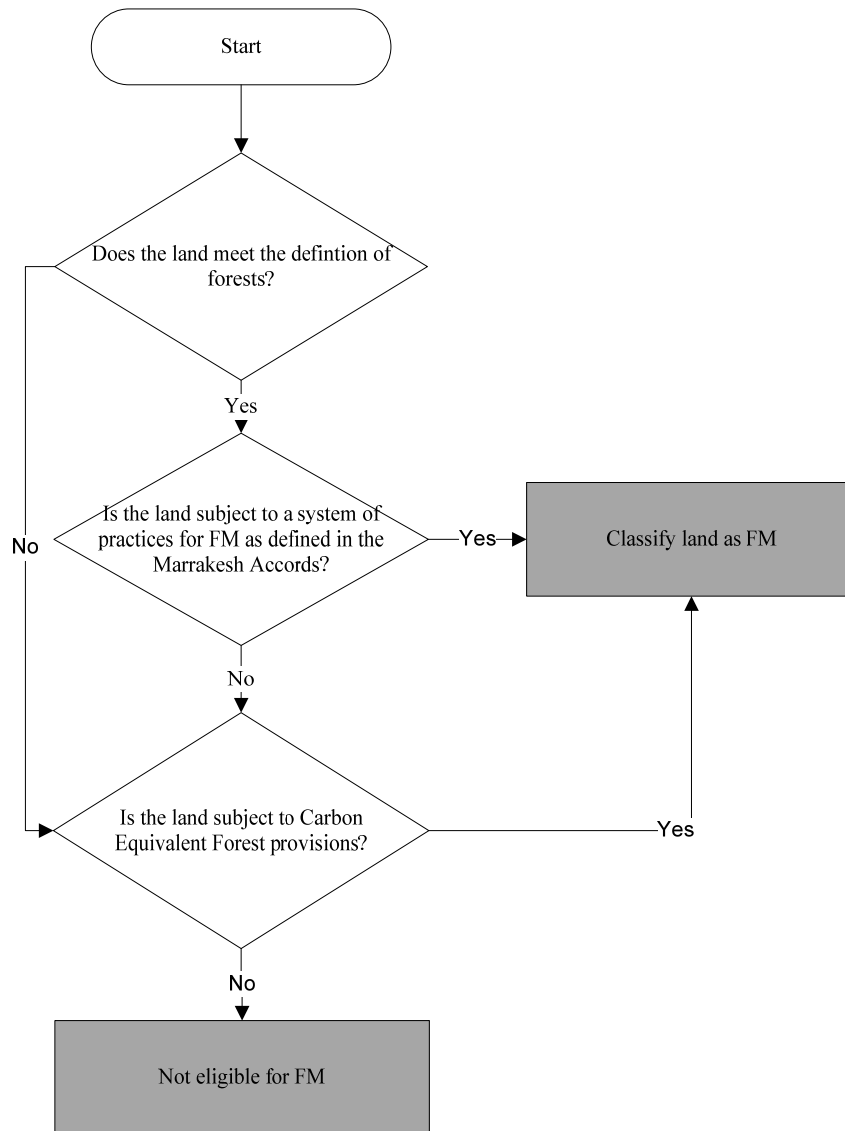 Start
Does the land meet the defintion of
forests?
Yes
Is the land subject to a system of
practices for FM as defined in the
Marrakesh Accords?
Yes
Classify land as FM
No
No
Is the land subject to Carbon
Equivalent Forest provisions?
Yes
No
Not eligible for FM